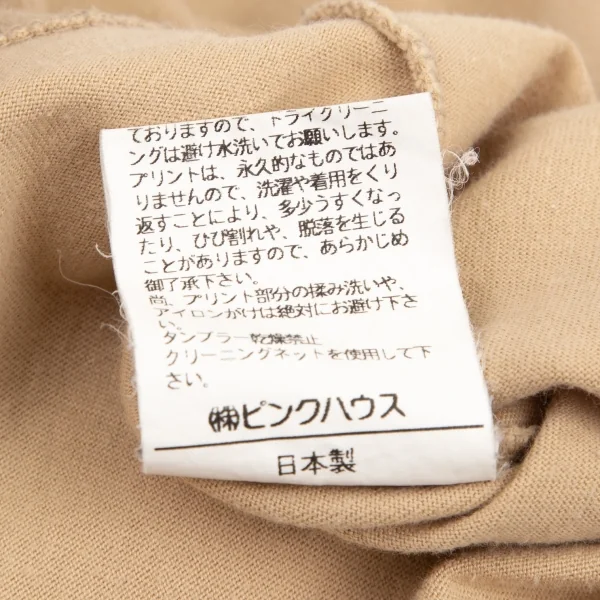 ておりますので、ドライクリーニ
ングは避け水洗いでお願いします。
プリントは、永久的なものではあ
りませんので、洗濯や着用をくり
返すことにより、多少うすくなっ
たり、ひび割れや、脱落を生じる
ことがありますので、あらかじめ
御了承下さい。
尚、プリント部分の揉み洗いや、
アイロンがけは絶対にお避け下さ
い。
タンブラー乾燥禁止
クリーニングネットを使用して下
さい。
㈱ピンクハウス
日本製